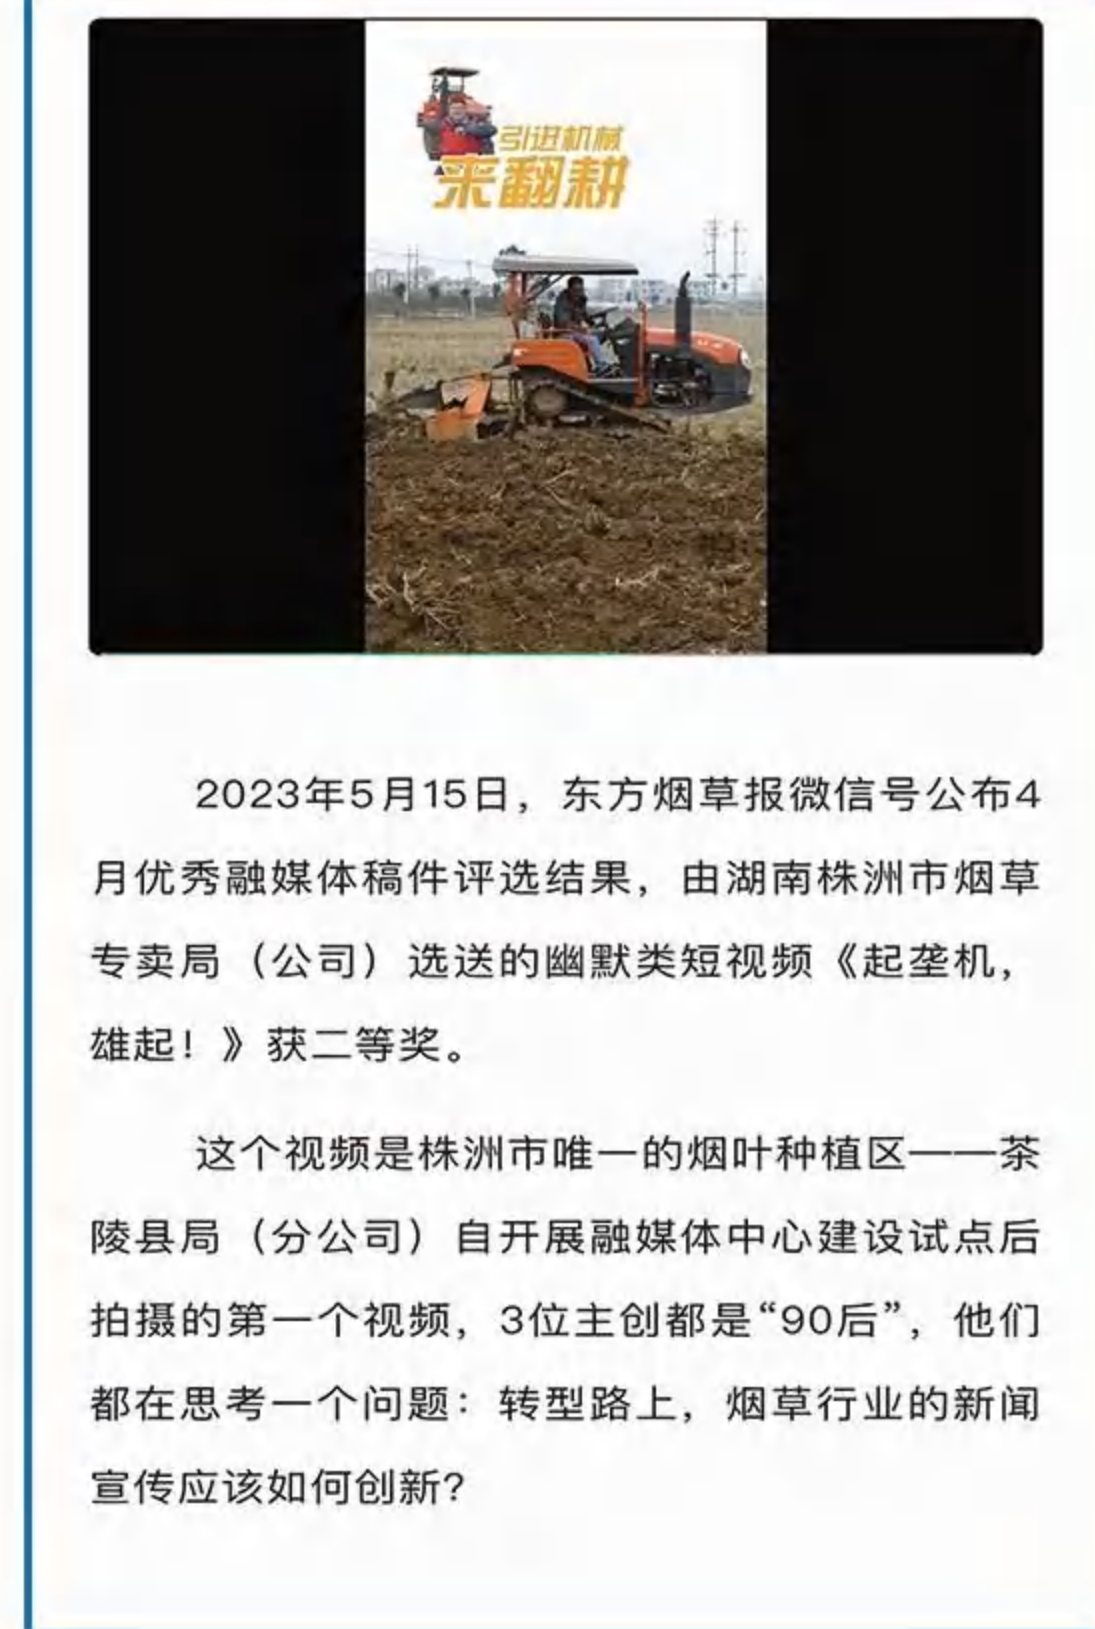 引进机械
来翻耕
2023年5月15日，东方烟草报微信号公布4
月优秀融媒体稿件评选结果，由湖南株洲市烟草
专卖局（公司）选送的幽默类短视频《起垄机，
雄起！》获二等奖。
这个视频是株洲市唯一的烟叶种植区——茶
陵县局（分公司）自开展融媒体中心建设试点后
拍摄的第一个视频，3位主创都是“90后”，他们
都在思考一个问题：转型路上，烟草行业的新闻
宣传应该如何创新?